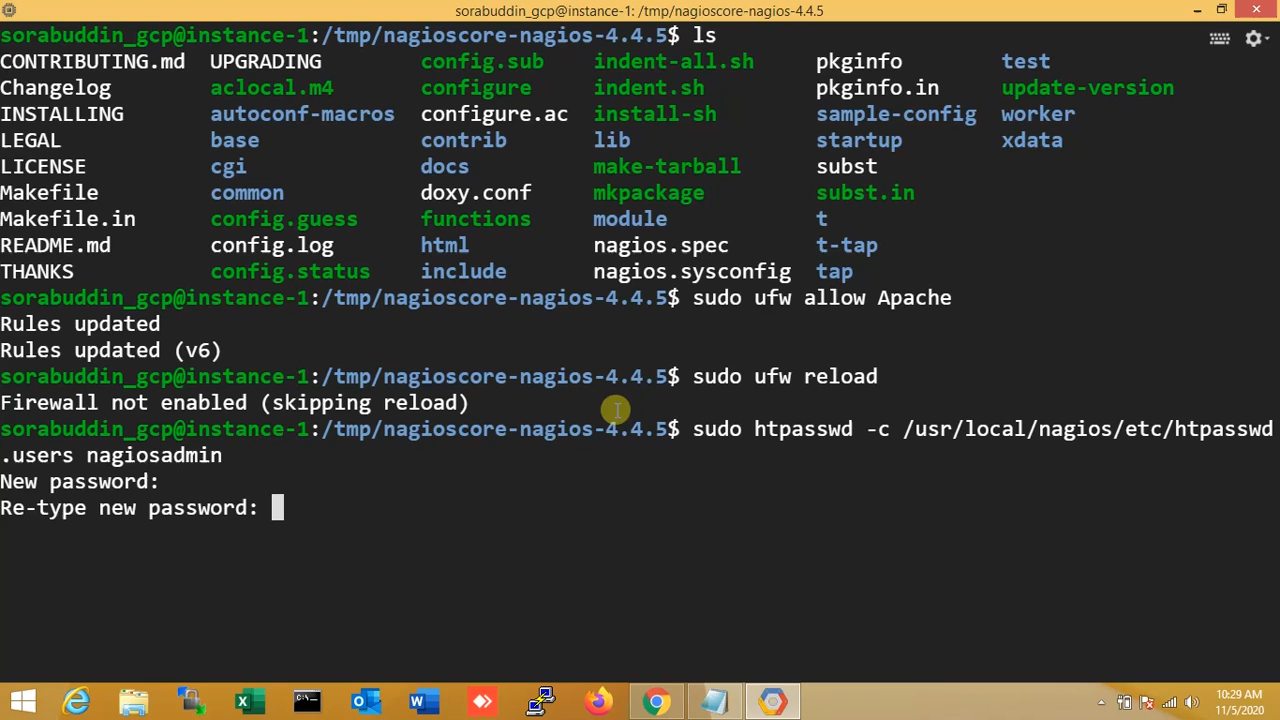 sorabuddin_gcp@instance-1: /tmp/nagioscore-nagios-4.4.5
sorabuddin_gcp@instance-1:/tmp/nagioscore-nagios-4.4.5$ ls
CONTRIBUTING.md UPGRADING config.sub indent-all.sh pkginfo test
Changelog aclocal.m4 configure indent.sh pkginfo.in update-version
INSTALLING autoconf-macros configure.ac install-sh sample-config worker
LEGAL base contrib lib startup xdata
LICENSE cgi docs make-tarball subst
Makefile common doxy.conf mkpackage subst.in
Makefile.in config.guess functions module t
README.md config.log html nagios.spec t-tap
THANKS config.status include nagios.sysconfig tap
sorabuddin_gcp@instance-1:/tmp/nagioscore-nagios-4.4.5$ sudo ufw allow Apache
Rules updated
Rules updated (v6)
sorabuddin_gcp@instance-1:/tmp/nagioscore-nagios-4.4.5$ sudo ufw reload
Firewall not enabled (skipping reload)
sorabuddin_gcp@instance-1:/tmp/nagioscore-nagios-4.4.5$ sudo htpasswd -c /usr/local/nagios/etc/htpasswd
.users nagiosadmin
New password:
Re-type new password:
10:29 AM
11/5/2020